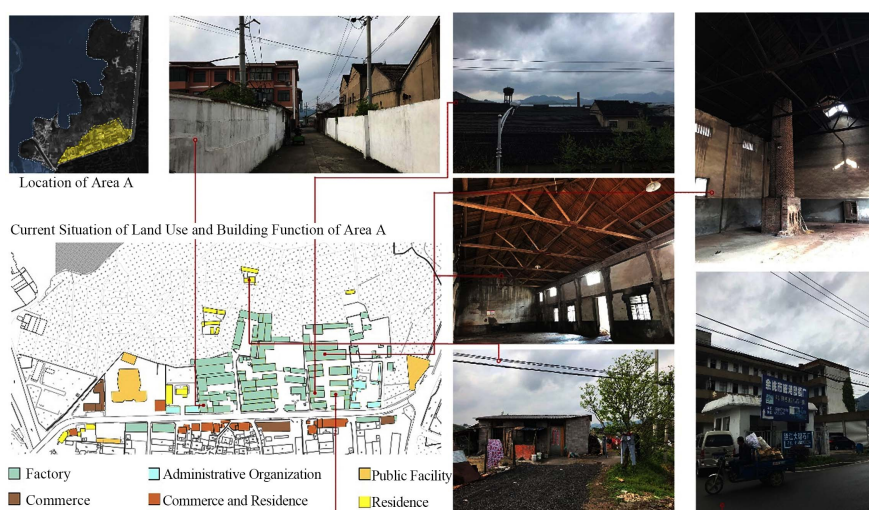 Location of Area A
Current Situation of Land Use and Building Function of Area A
Factory
Administrative Organization
Public Facility
Commerce
Commerce and Residence
Residence